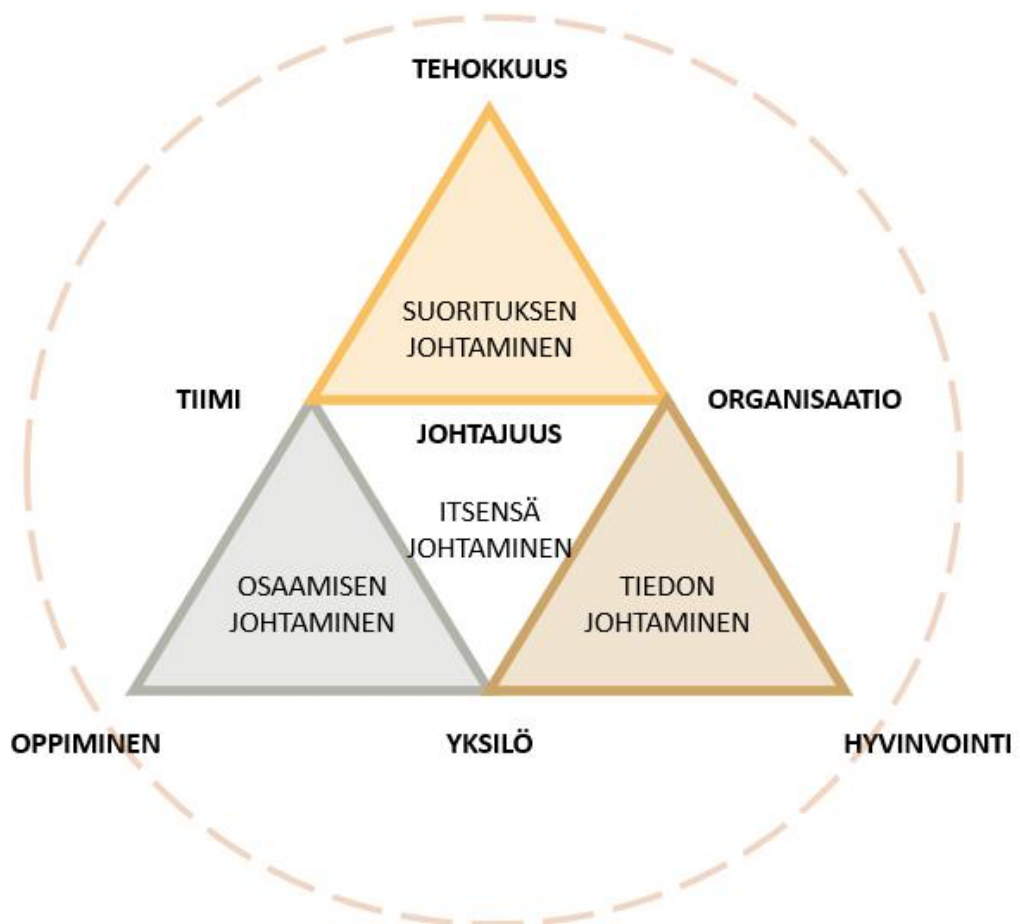 TEHOKKUUS
SUORITUKSEN
JOHTAMINEN
TIIMI
ORGANISAATIO
JOHTAJUUS
ITSENSÄ
JOHTAMINEN
OSAAMISEN
JOHTAMINEN
TIEDON
JOHTAMINEN
OPPIMINEN
YKSILÖ
HYVINVOINTI